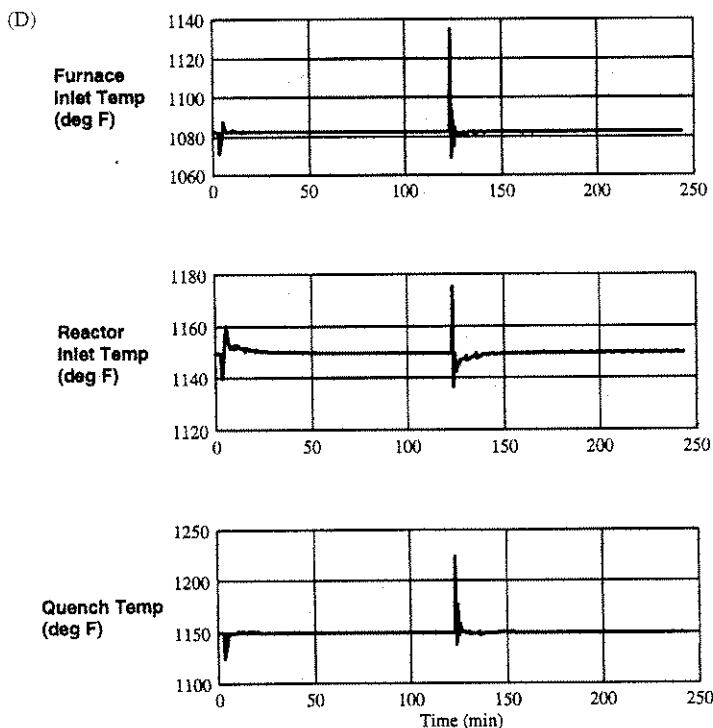 (D)
Furnace
Inlet Temp
(deg F)
1140
1120
1100
1080
1060
0 50 100 150 200 250
Reactor
Inlet Temp
(deg F)
1180
1160
1140
1120
0 50 100 150 200 250
Quench Temp
(deg F)
1250
1200
1150
1100
0 50 100 150 200 250
Time (min)